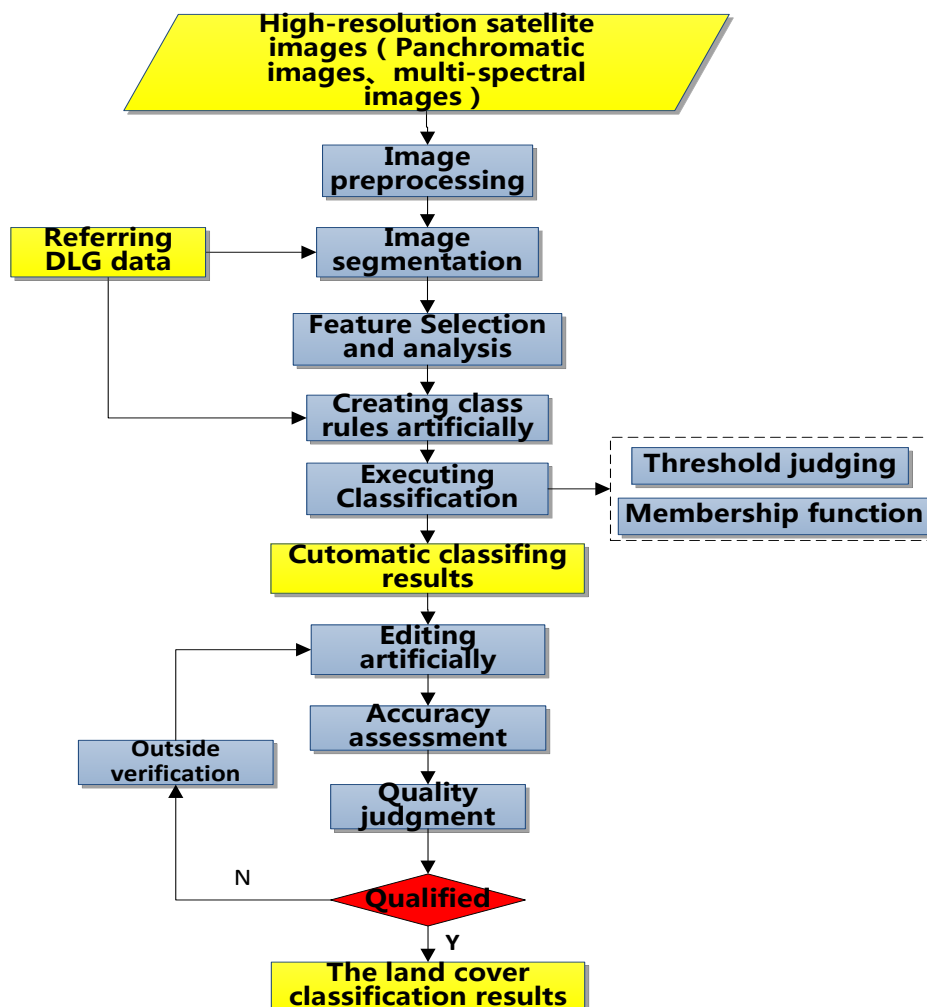 High-resolution satellite
images（Panchromatic
images、multi-spectral
images）
Image
preprocessing
Referring
DLG data
Image
segmentation
Feature Selection
and analysis
Creating class
rules artificially
Executing
Classification
Threshold judging
Membership function
Cutomatic classifing
results
Editing
artificially
Accuracy
assessment
Outside
verification
Quality
judgment
N
Qualified
Y
The land cover
classification results